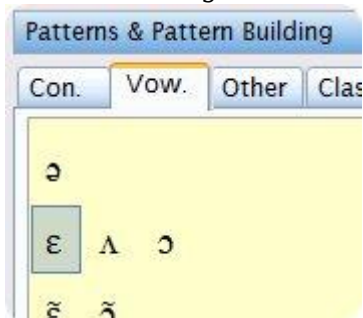 Patterns & Pattern Building
Con. Vow. Other Clas
ə
ɛ ʌ ɔ
ɛ̃ ɔ̃